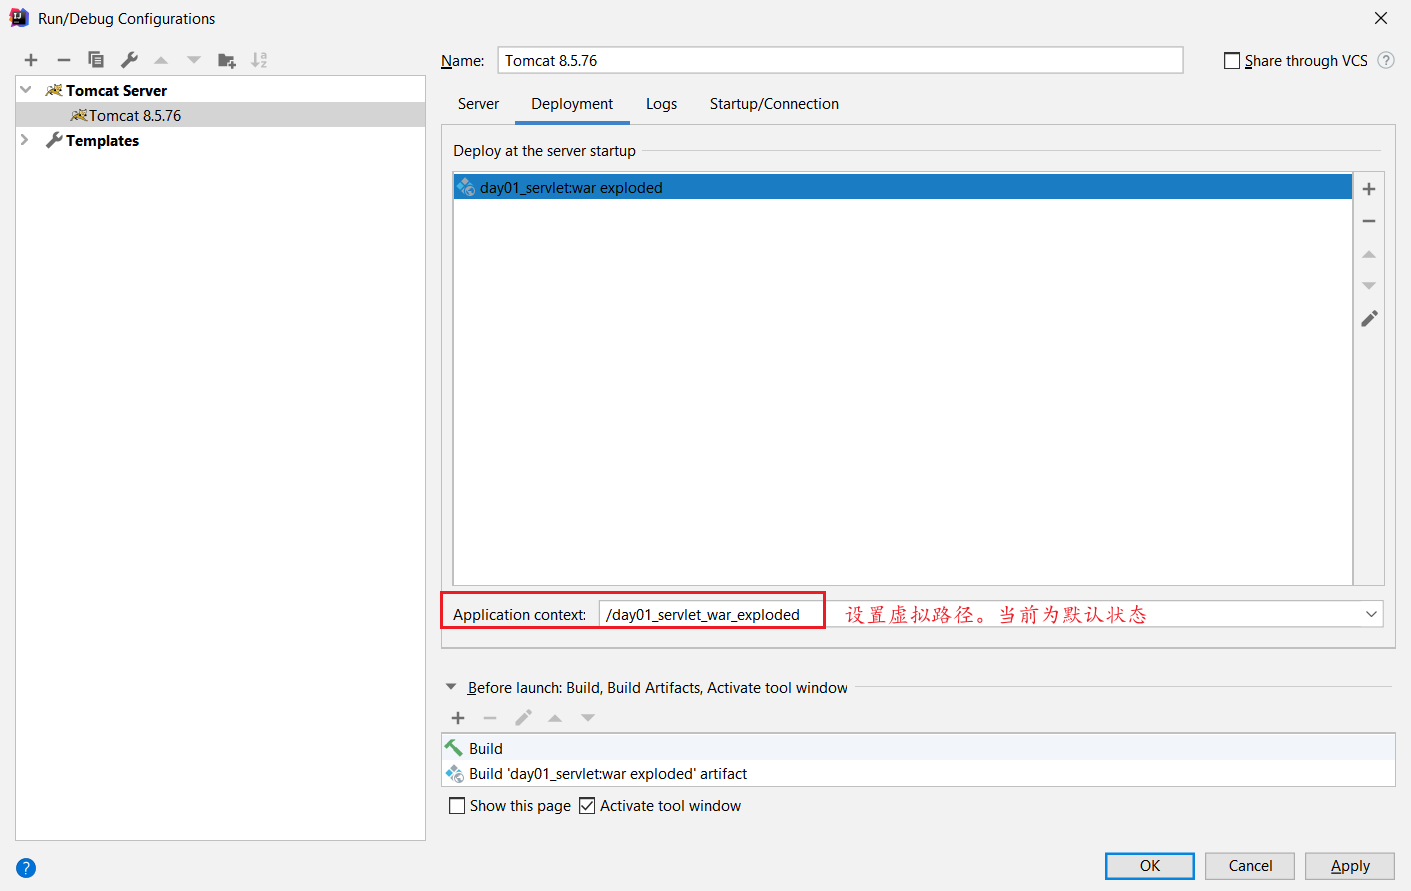 Run/Debug Configurations
Name: Tomcat 8.5.76
Share through VCS ?
Tomcat Server
Tomcat 8.5.76
Templates
Server Deployment Logs Startup/Connection
Deploy at the server startup
day01_servlet:war exploded
Application context: /day01_servlet_war_exploded 设置虚拟路径。当前为默认状态
Before launch: Build, Build Artifacts, Activate tool window
Build
Build 'day01_servlet:war exploded' artifact
Show this page Activate tool window
? OK Cancel Apply